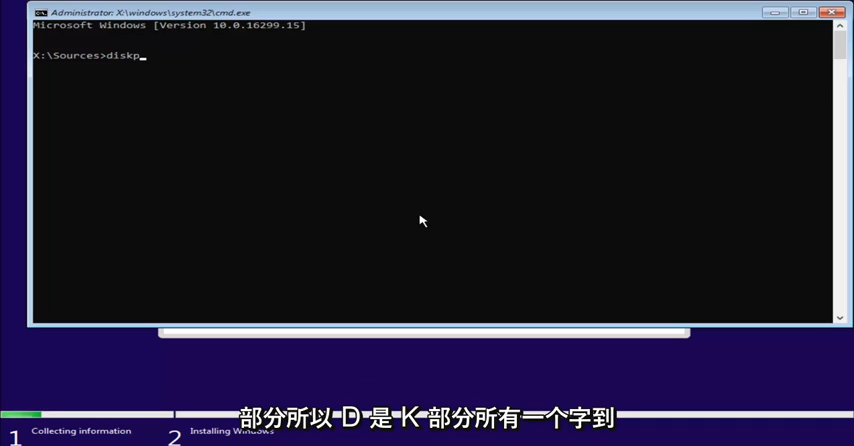 Administrator: X:\windows\system32\cmd.exe
Microsoft Windows [Version 10.0.16299.15]
X:\Sources>diskp_
部分所以 D 是 K 部分所有一个字到
1 Collecting information
2 Installing Windows